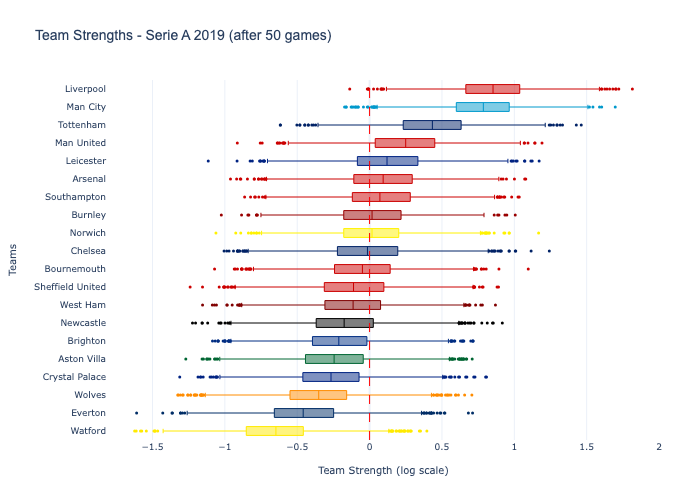 Team Strengths - Serie A 2019 (after 50 games)
Liverpool
Man City
Tottenham
Man United
Leicester
Arsenal
Southampton
Burnley
Norwich
Chelsea
Bournemouth
Sheffield United
West Ham
Newcastle
Brighton
Aston Villa
Crystal Palace
Wolves
Everton
Watford
Teams
−1.5 −1 −0.5 0 0.5 1 1.5 2
Team Strength (log scale)